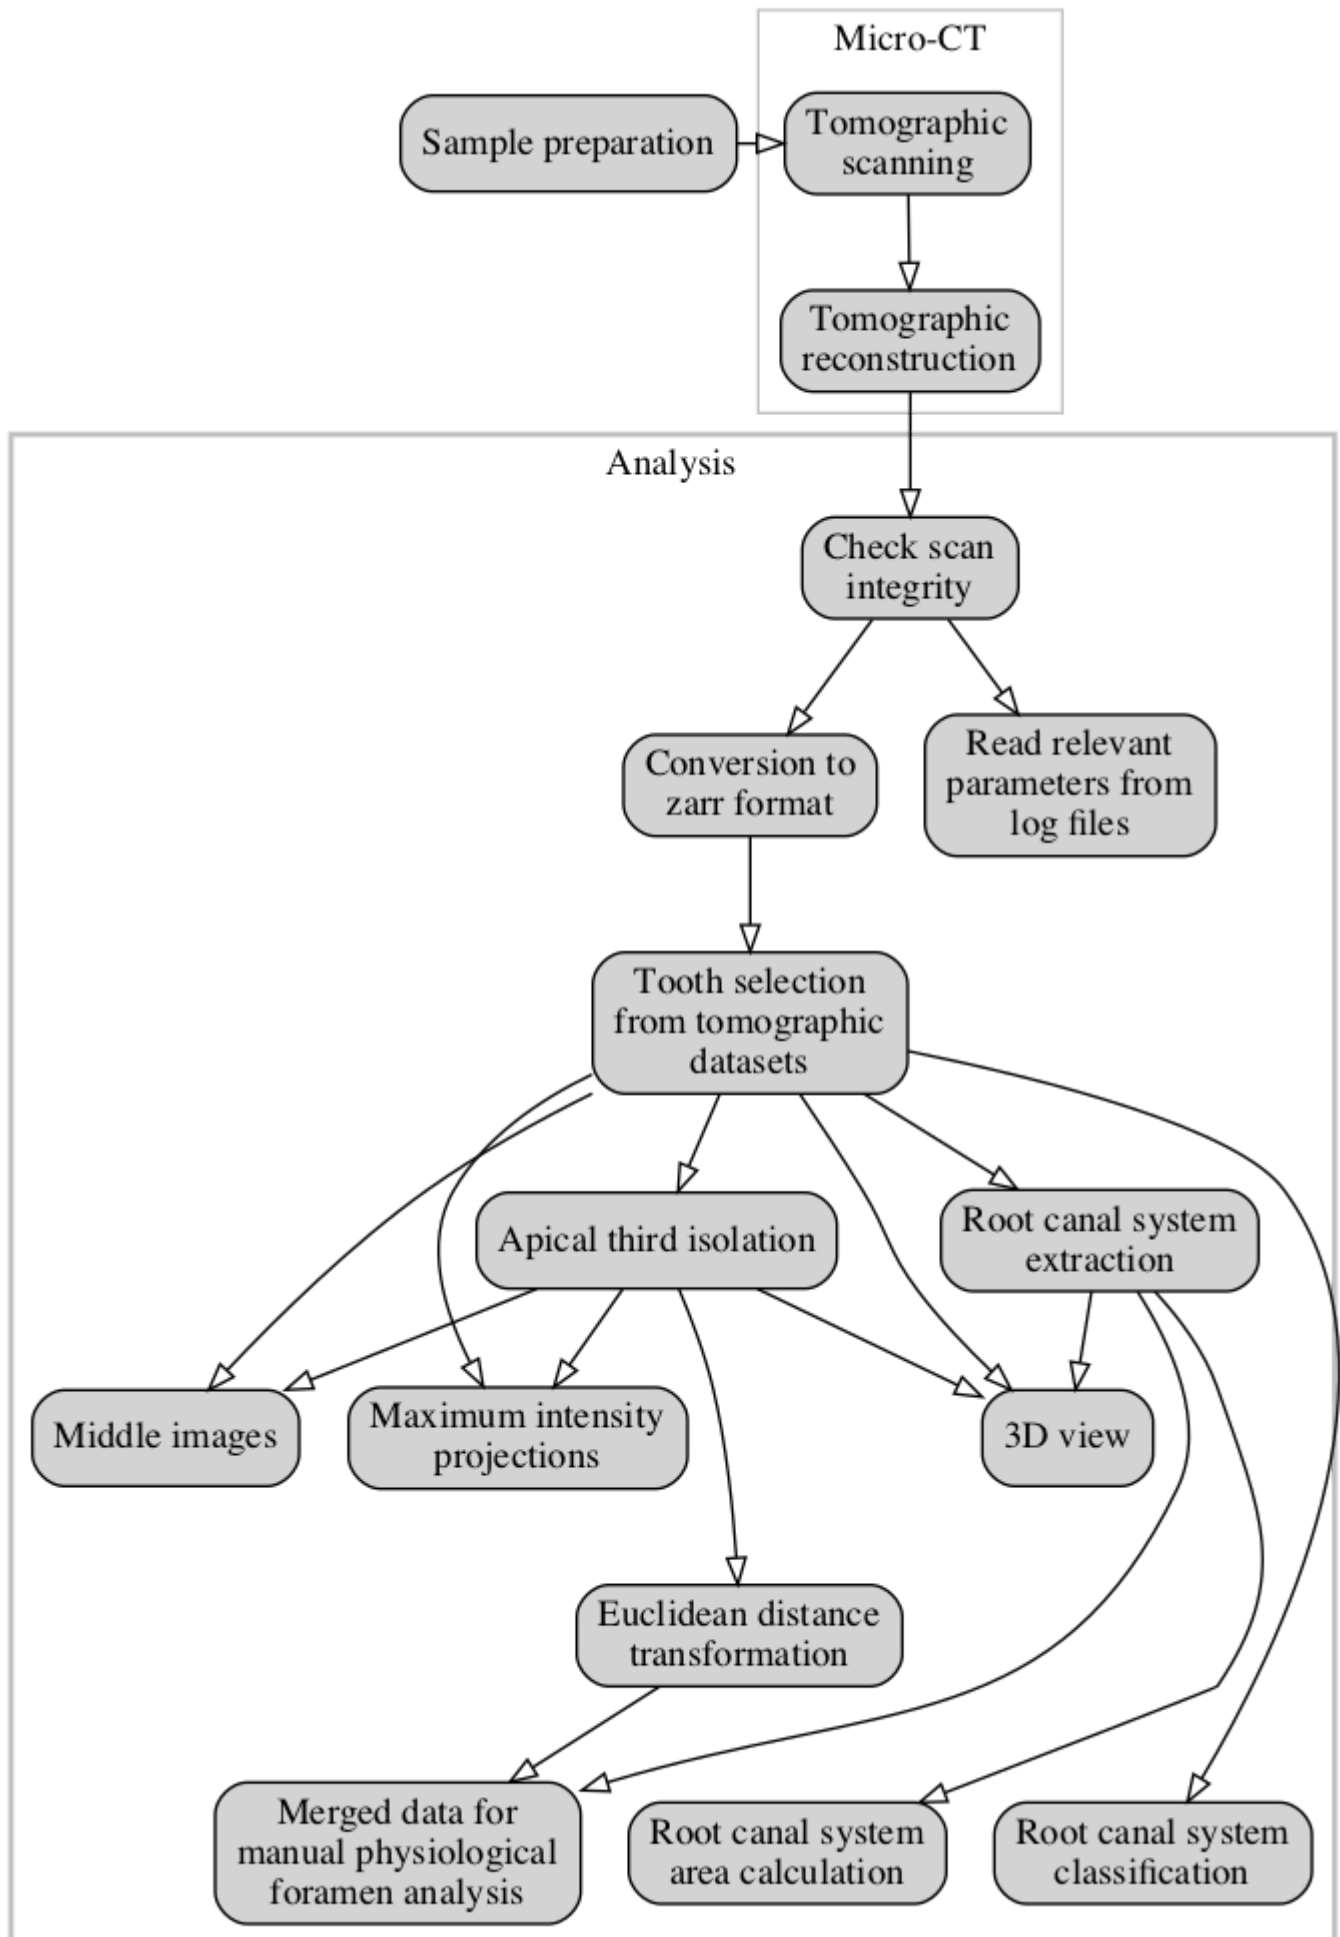 Micro-CT
Sample preparation
Tomographic
scanning
Tomographic
reconstruction
Analysis
Check scan
integrity
Conversion to
zarr format
Read relevant
parameters from
log files
Tooth selection
from tomographic
datasets
Apical third isolation
Root canal system
extraction
Middle images
Maximum intensity
projections
3D view
Euclidean distance
transformation
Merged data for
manual physiological
foramen analysis
Root canal system
area calculation
Root canal system
classification